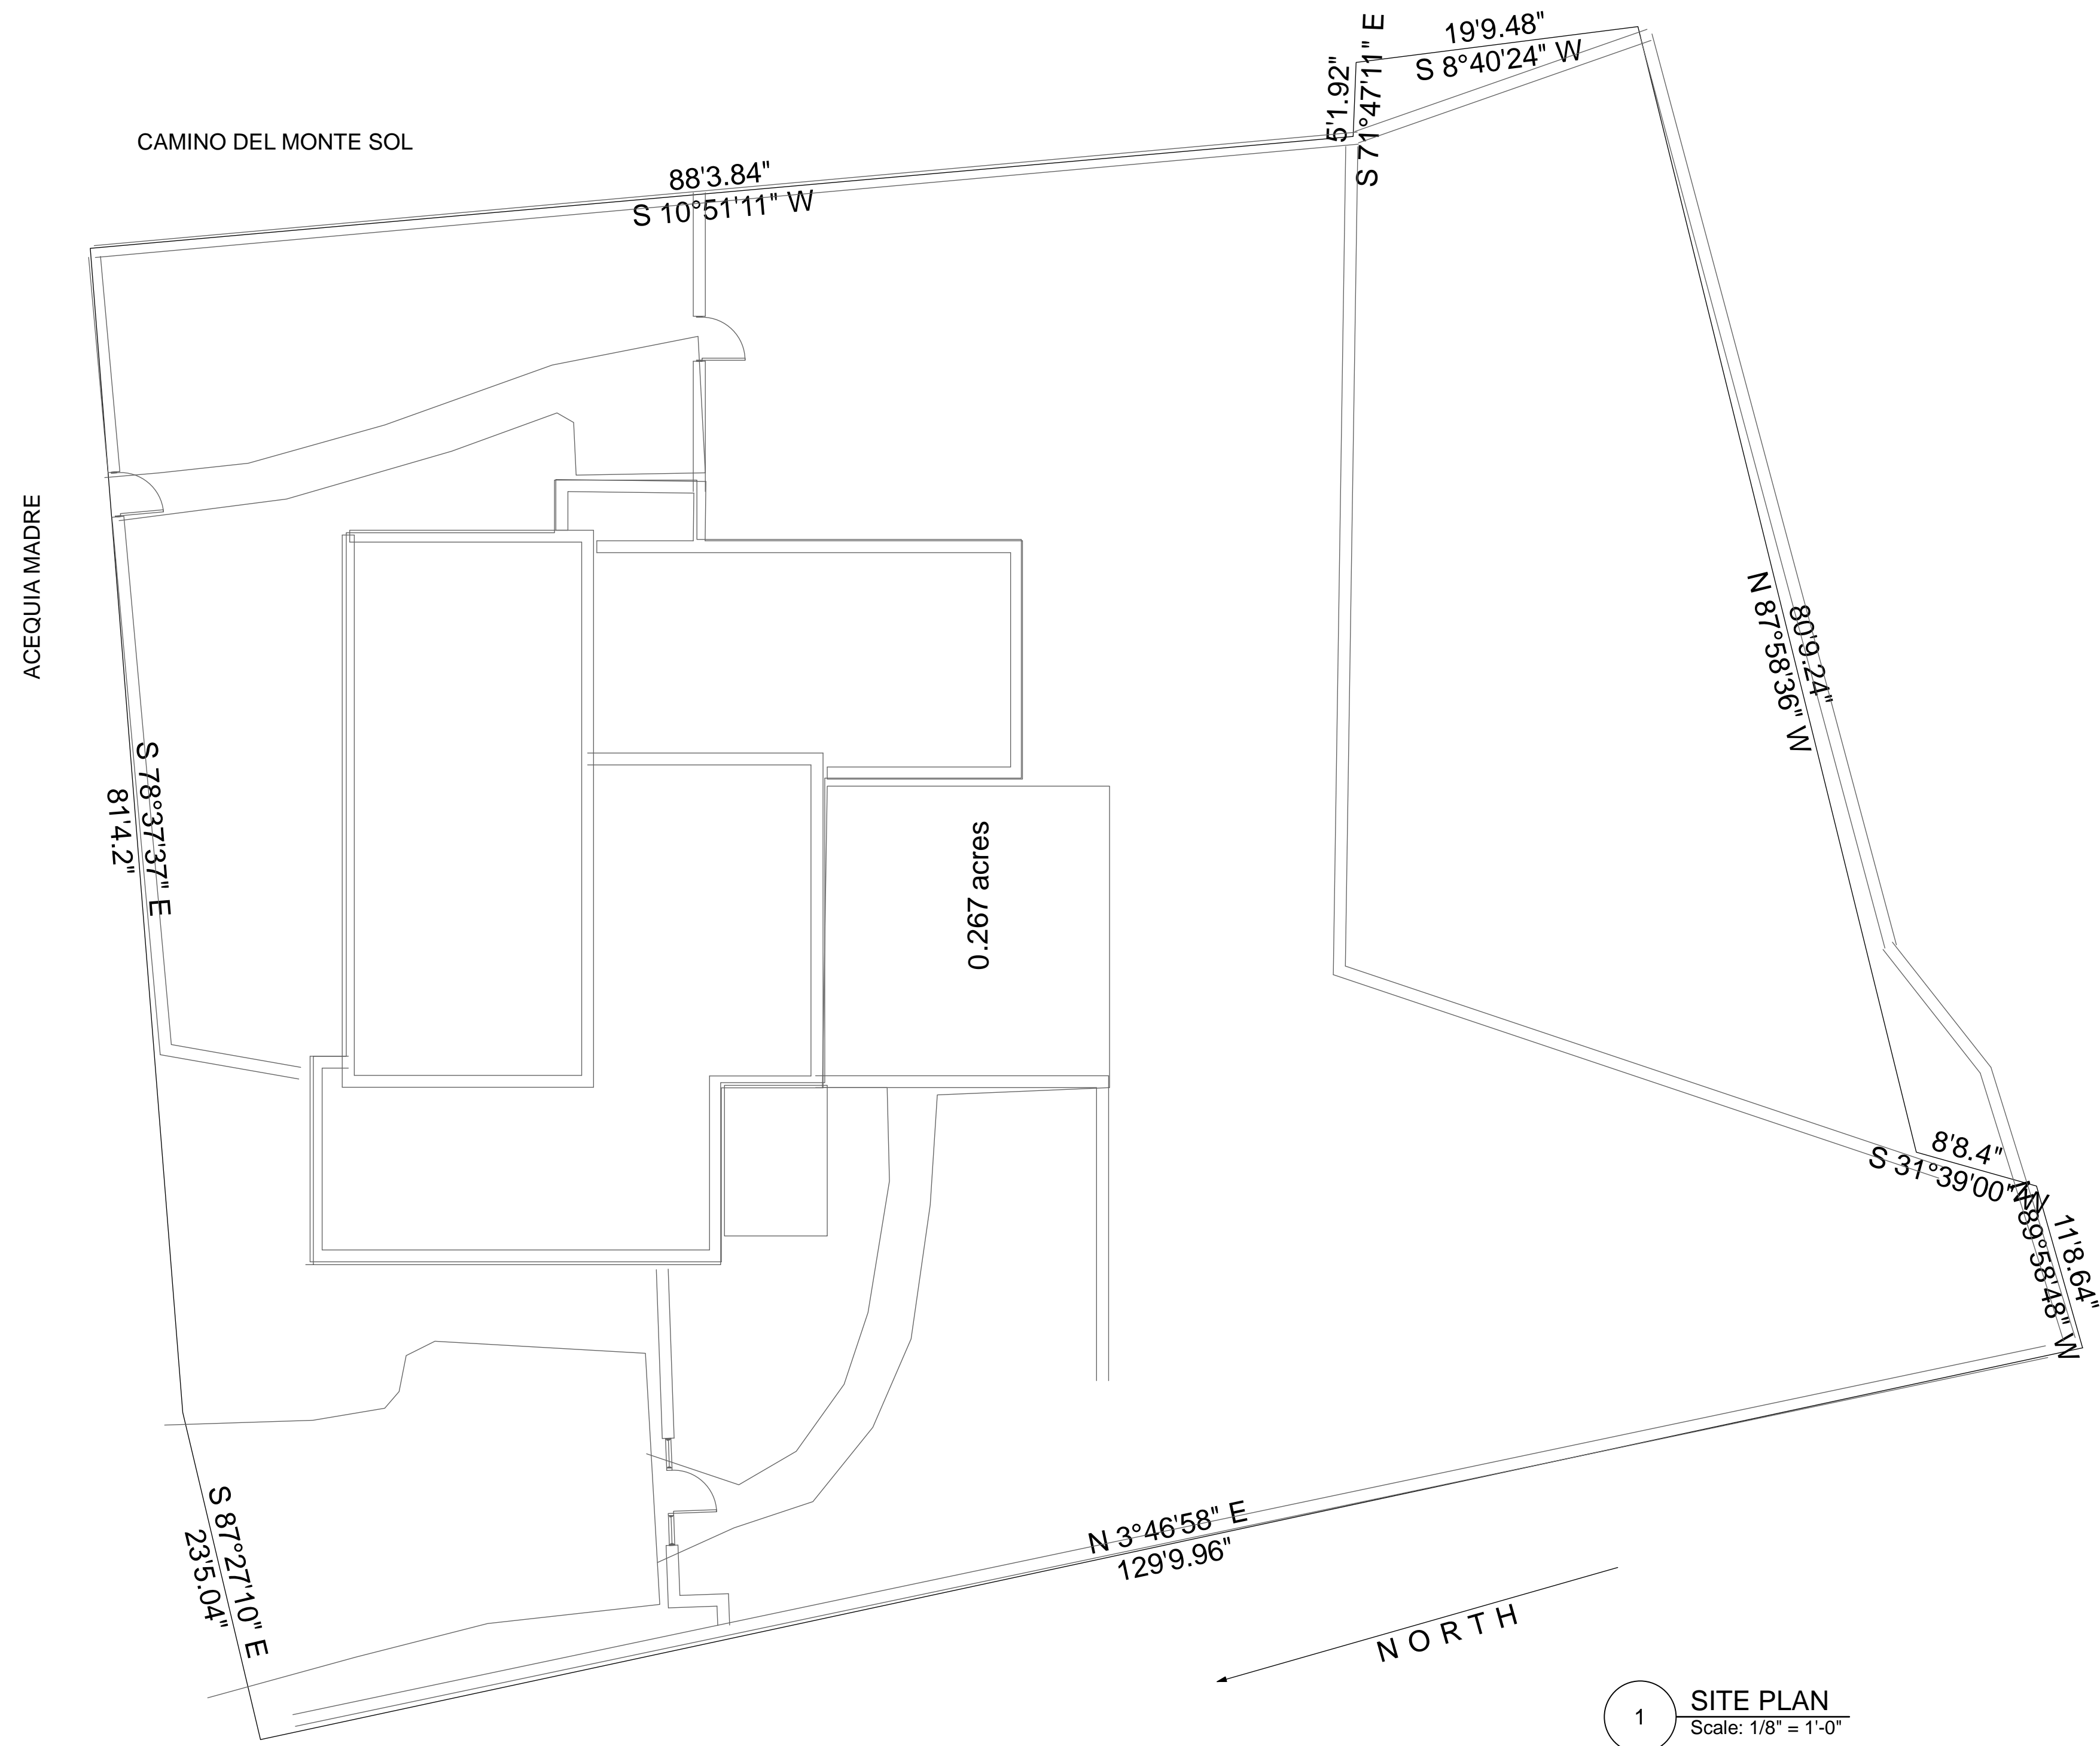 19'9.48"
S 8°40'24" W
5'1.92"
S 71°47'11" E
CAMINO DEL MONTE SOL
88'3.84"
S 10°51'11" W
ACEQUIA MADRE
N 87°58'36" W
80'9.24"
S 78°37'37" E
81'4.2"
0.267 acres
8'8.4"
S 31°39'00" W
N 89°58'48" W
11'8.64"
S 87°27'10" E
23'5.04"
N 3°46'58" E
129'9.96"
NORTH
1
SITE PLAN
Scale: 1/8" = 1'-0"